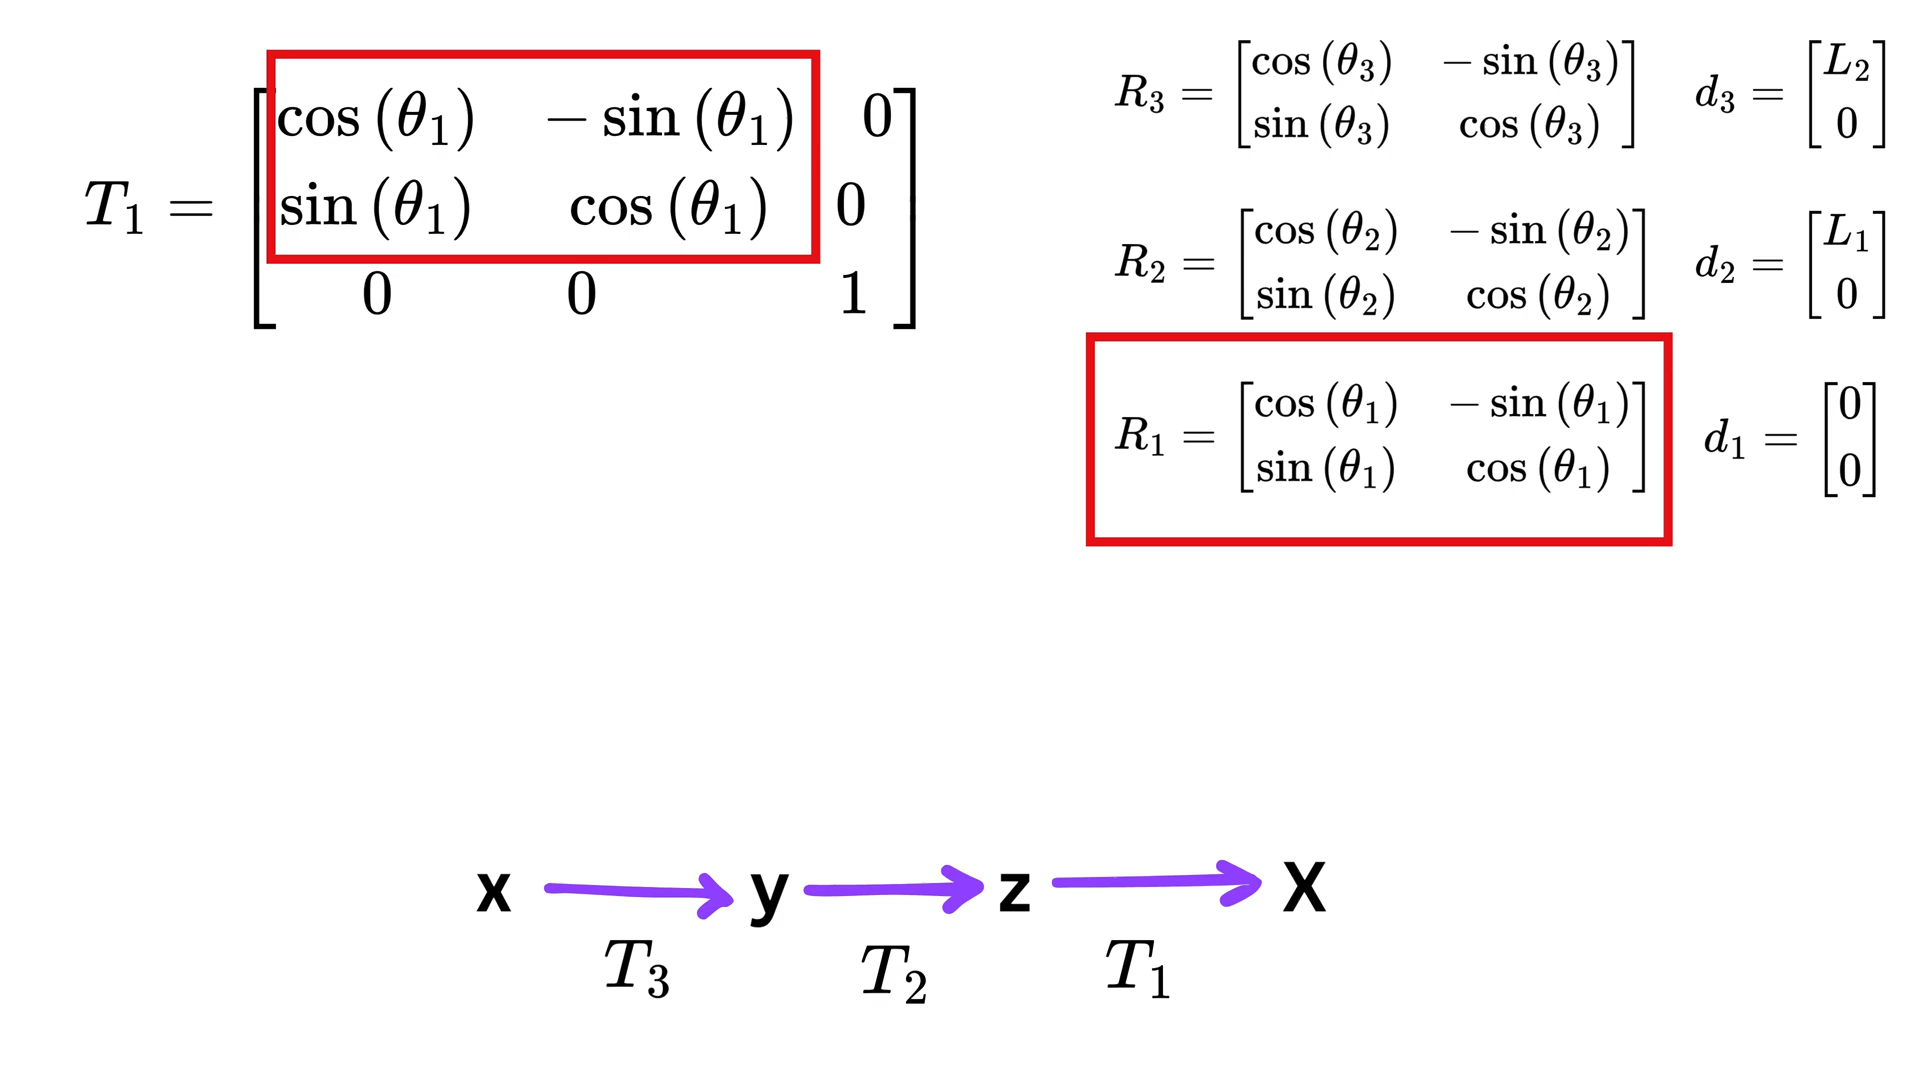 T₁ = [cos (θ₁) − sin (θ₁) 0
sin (θ₁) cos (θ₁) 0
0 0 1]
R₃ = [cos (θ₃) − sin (θ₃)
sin (θ₃) cos (θ₃)] d₃ = [L₂
0]
R₂ = [cos (θ₂) − sin (θ₂)
sin (θ₂) cos (θ₂)] d₂ = [L₁
0]
R₁ = [cos (θ₁) − sin (θ₁)
sin (θ₁) cos (θ₁)] d₁ = [0
0]
x → y → z → X
T₃ T₂ T₁